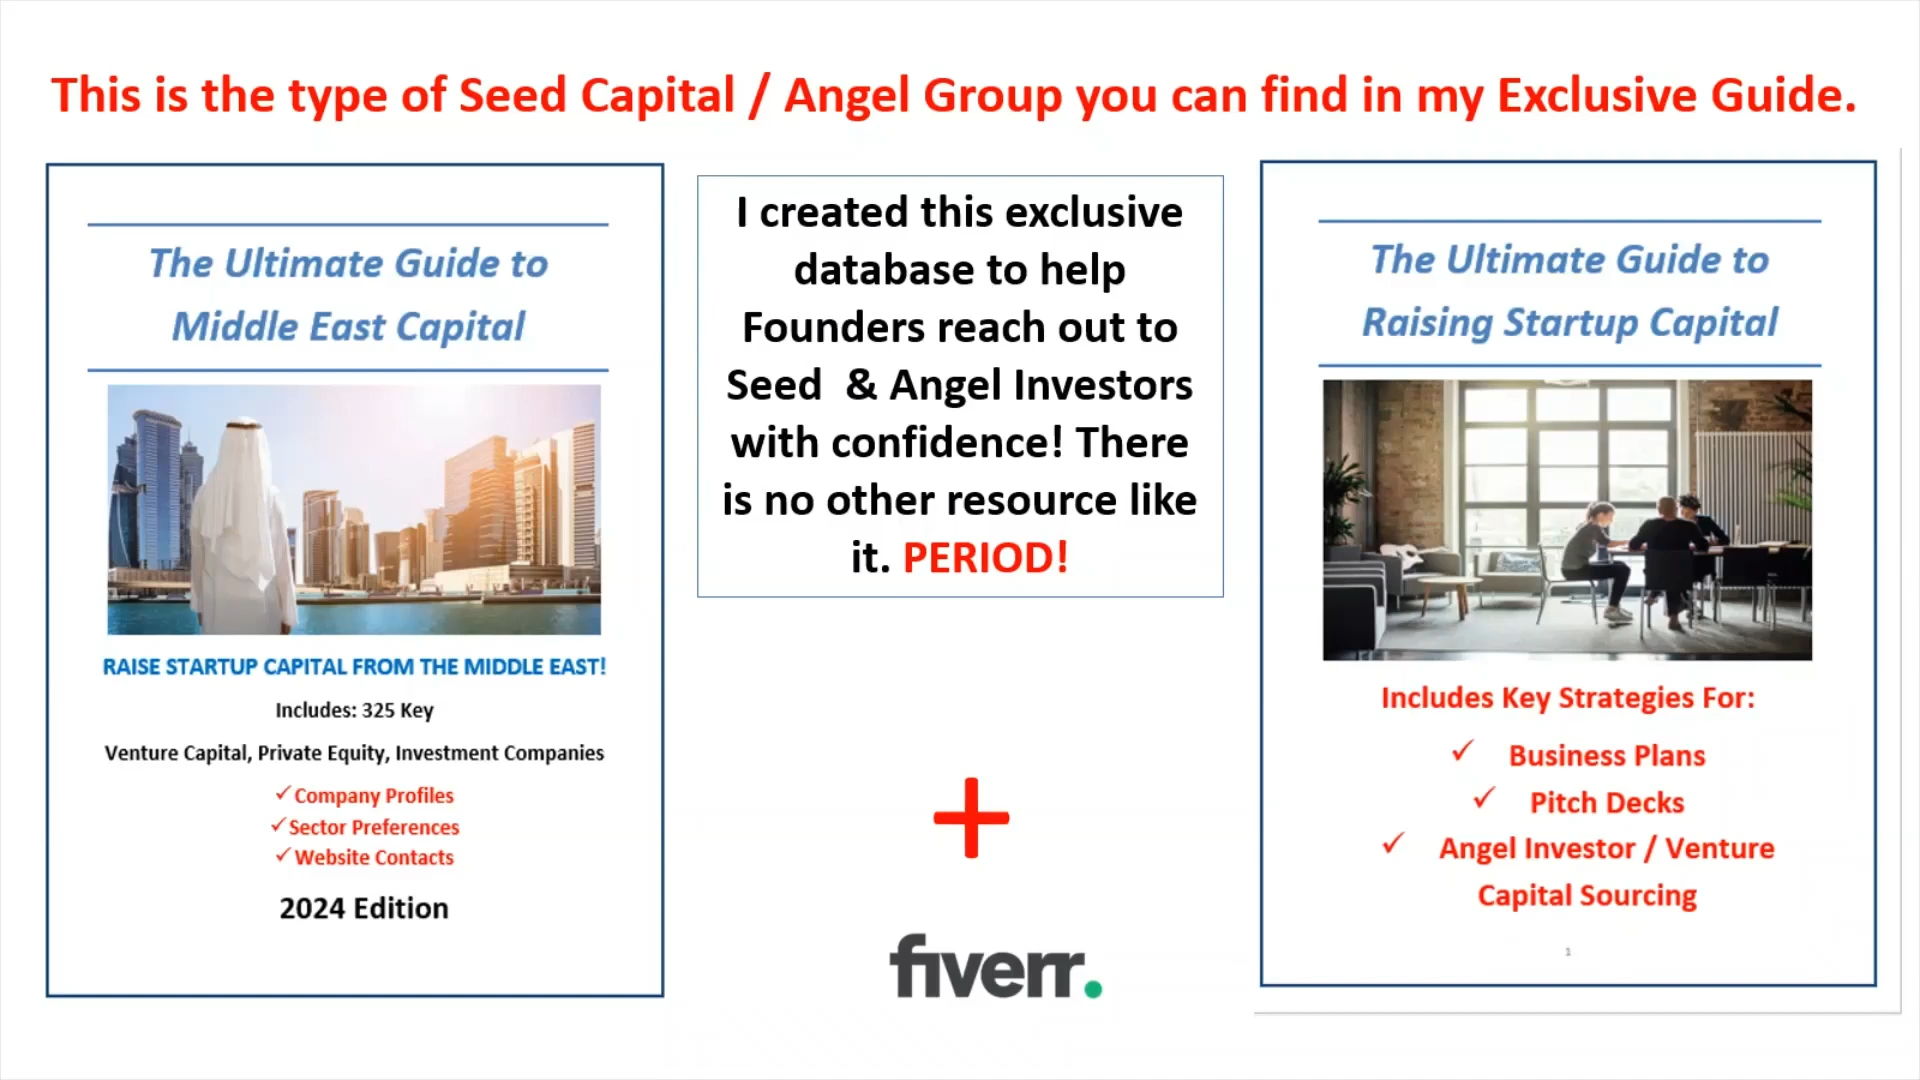 This is the type of Seed Capital / Angel Group you can find in my Exclusive Guide.
The Ultimate Guide to
Middle East Capital
RAISE STARTUP CAPITAL FROM THE MIDDLE EAST!
Includes: 325 Key
Venture Capital, Private Equity, Investment Companies
✓Company Profiles
✓Sector Preferences
✓Website Contacts
2024 Edition
I created this exclusive
database to help
Founders reach out to
Seed & Angel Investors
with confidence! There
is no other resource like
it. PERIOD!
+
fiverr.
The Ultimate Guide to
Raising Startup Capital
Includes Key Strategies For:
✓ Business Plans
✓ Pitch Decks
✓ Angel Investor / Venture
Capital Sourcing
1